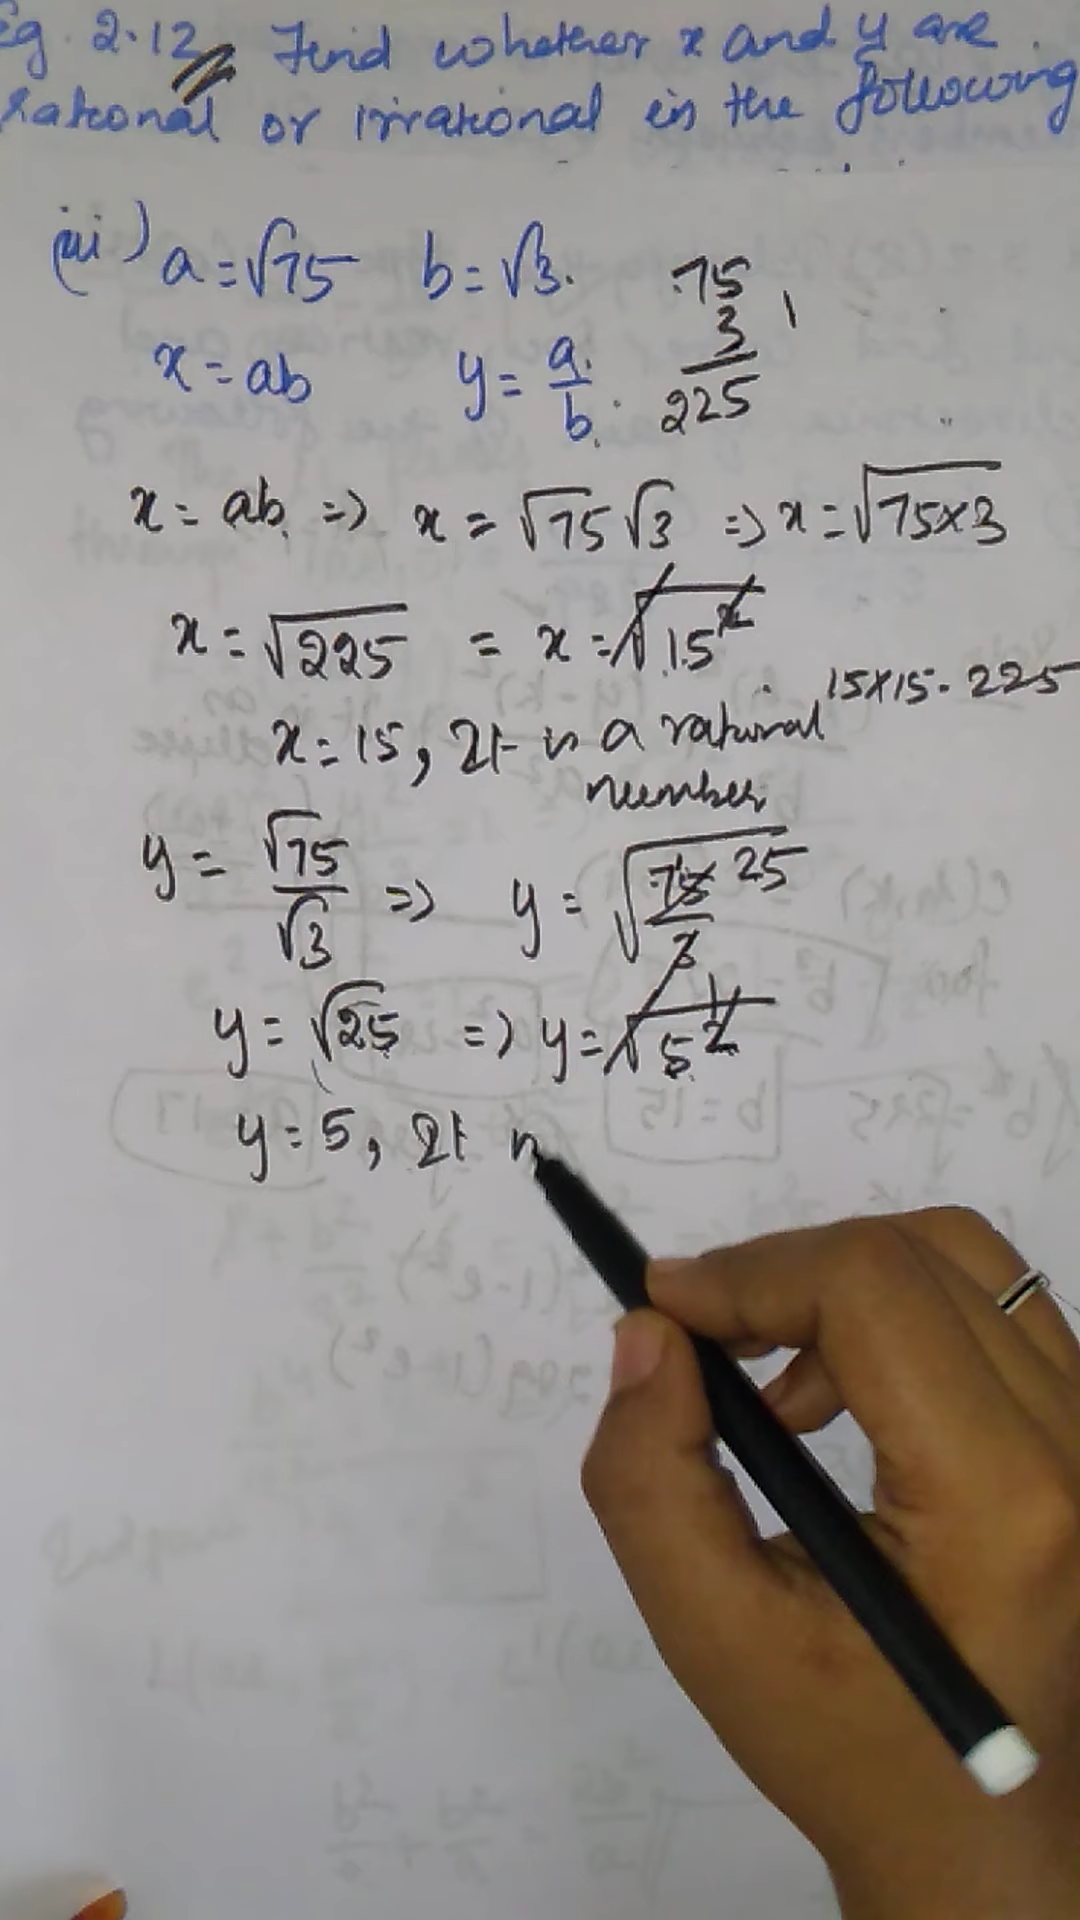 Eg. 2.12 Find whether x and y are
rational or irrational in the following
(iii) a = √75 b = √3.
x = ab y = a/b
75
3
225
x = ab => x = √75 √3 => x = √75×3
x = √225 = x = √15²
15×15 = 225
x = 15, It is a rational
number
y = √75/√3 => y = √75/3 25
y = √25 => y = √5²
y = 5, It